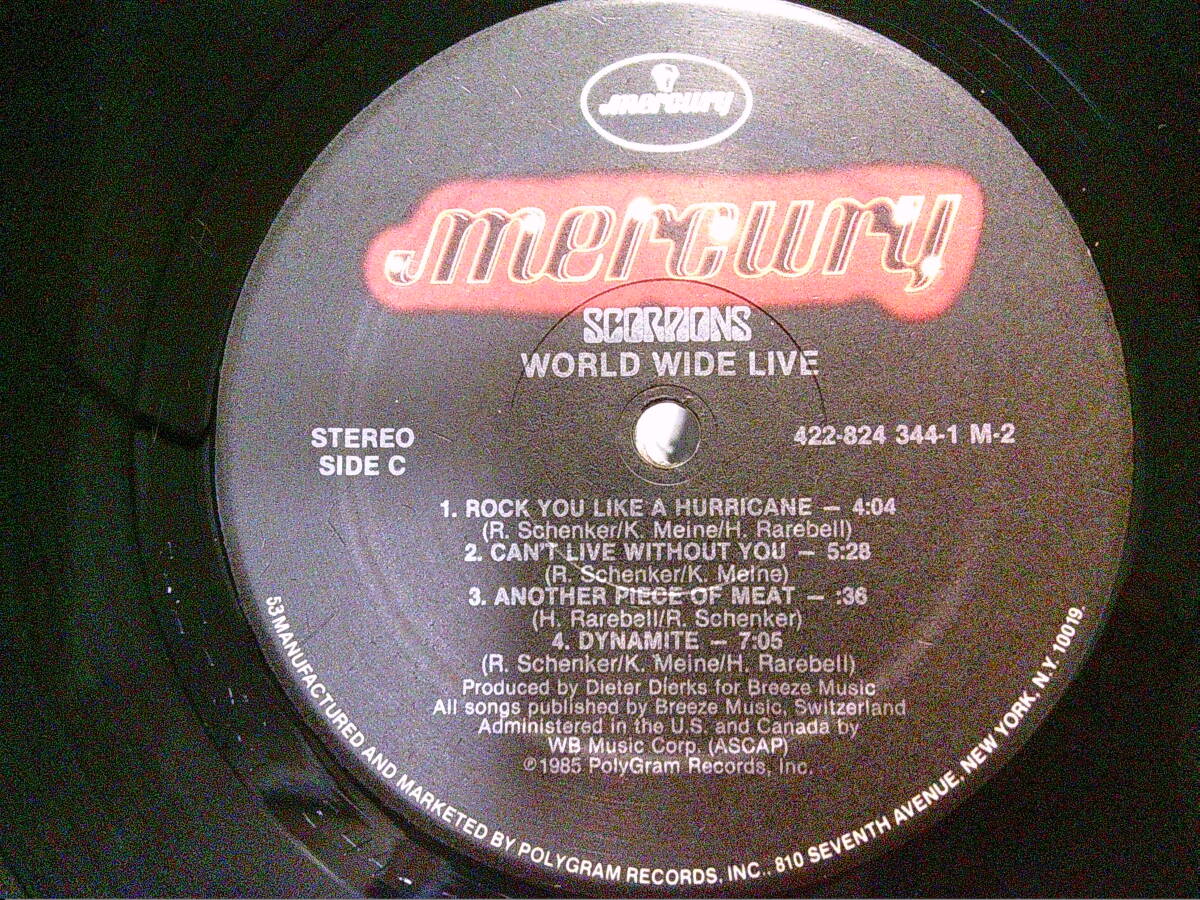 mercury
mercury
SCORPIONS
WORLD WIDE LIVE
STEREO
SIDE C
422-824 344-1 M-2
1. ROCK YOU LIKE A HURRICANE — 4:04
(R. Schenker/K. Meine/H. Rarebell)
2. CAN'T LIVE WITHOUT YOU — 5:28
(R. Schenker/K. Meine)
3. ANOTHER PIECE OF MEAT — :36
(H. Rarebell/R. Schenker)
4. DYNAMITE — 7:05
(R. Schenker/K. Meine/H. Rarebell)
Produced by Dieter Dierks for Breeze Music
All songs published by Breeze Music, Switzerland
Administered in the U.S. and Canada by
WB Music Corp. (ASCAP)
℗1985 PolyGram Records, Inc.
53 MANUFACTURED AND MARKETED BY POLYGRAM RECORDS, INC., 810 SEVENTH AVENUE, NEW YORK, N.Y. 10019.